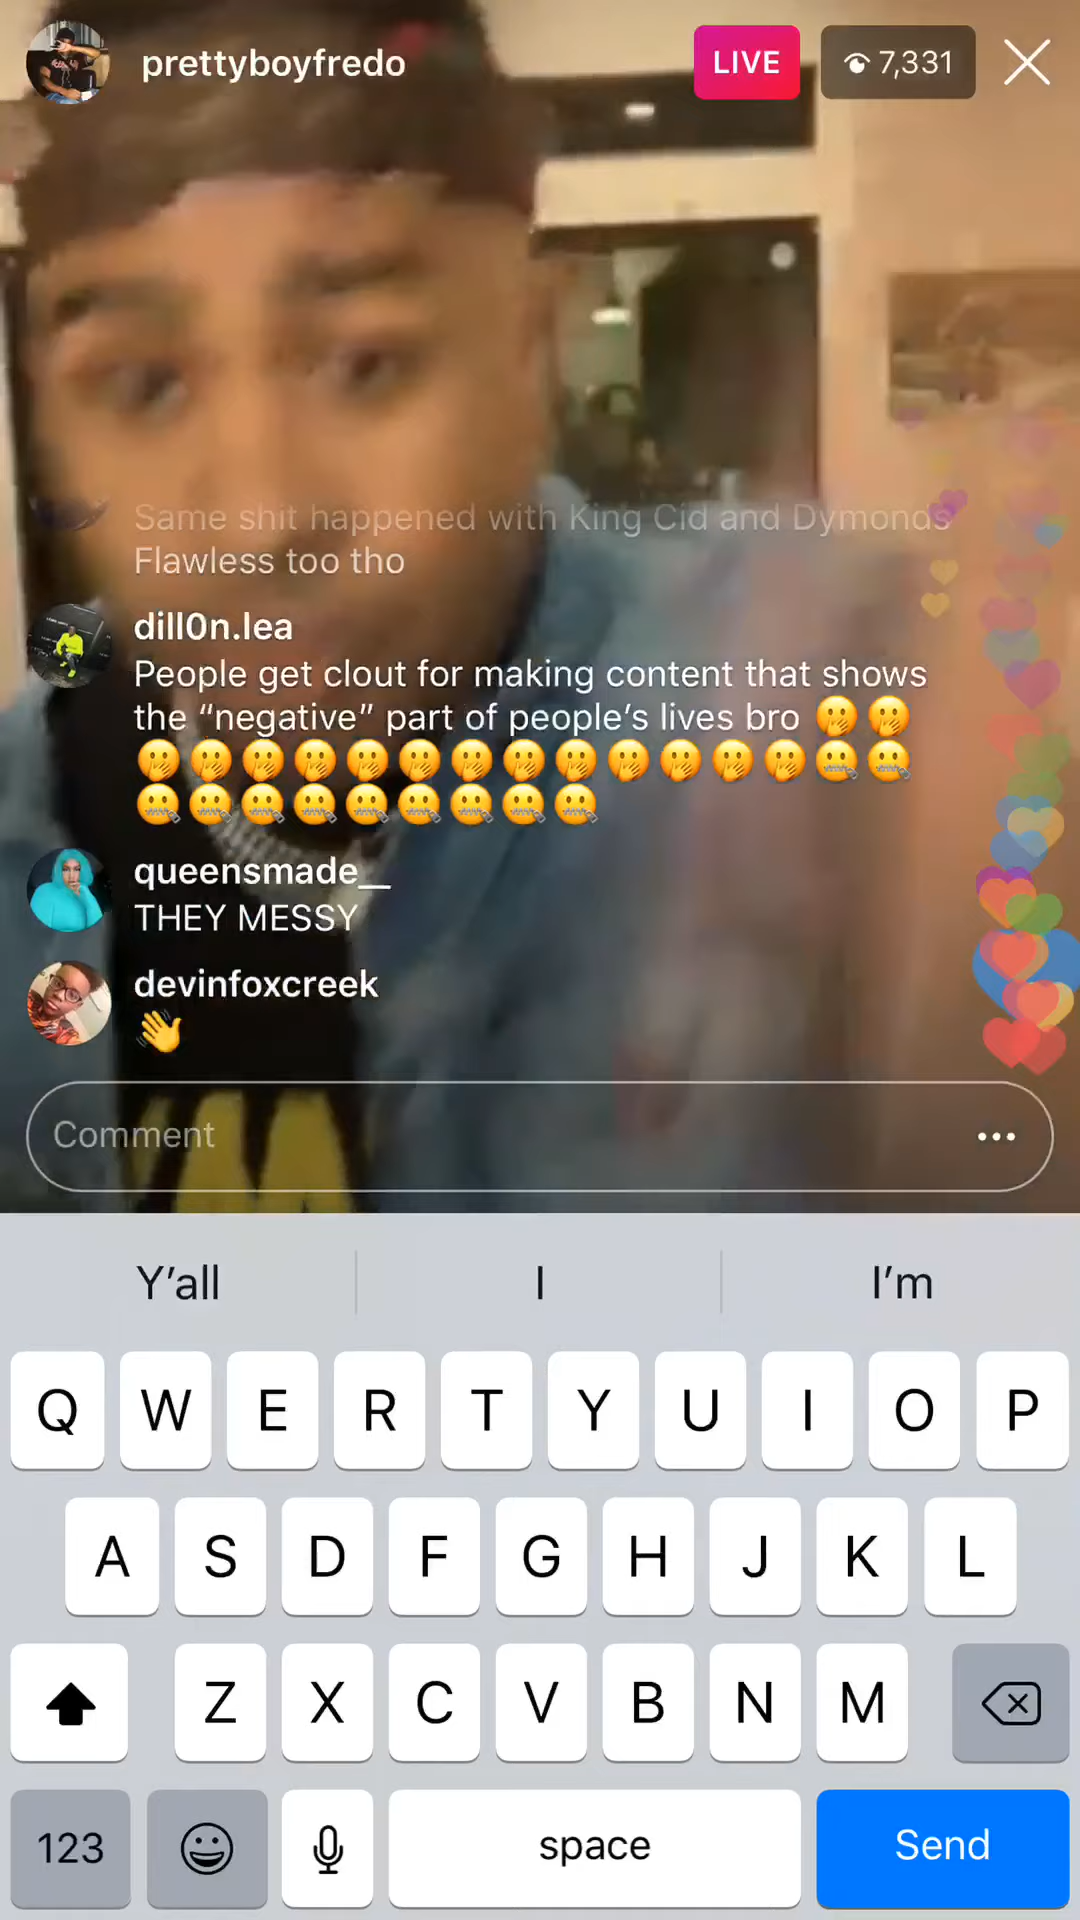 prettyboyfredo
LIVE
7,331
Same shit happened with King Cid and Dymonds
Flawless too tho
dill0n.lea
People get clout for making content that shows
the “negative” part of people’s lives bro 🤭🤭
🤭🤭🤭🤭🤭🤭🤭🤭🤭🤭🤭🤭🤭🤐🤐
🤐🤐🤐🤐🤐🤐🤐🤐🤐
queensmade__
THEY MESSY
devinfoxcreek
👋
Comment
Y’all I I’m
Q W E R T Y U I O P
A S D F G H J K L
Z X C V B N M
123 space Send